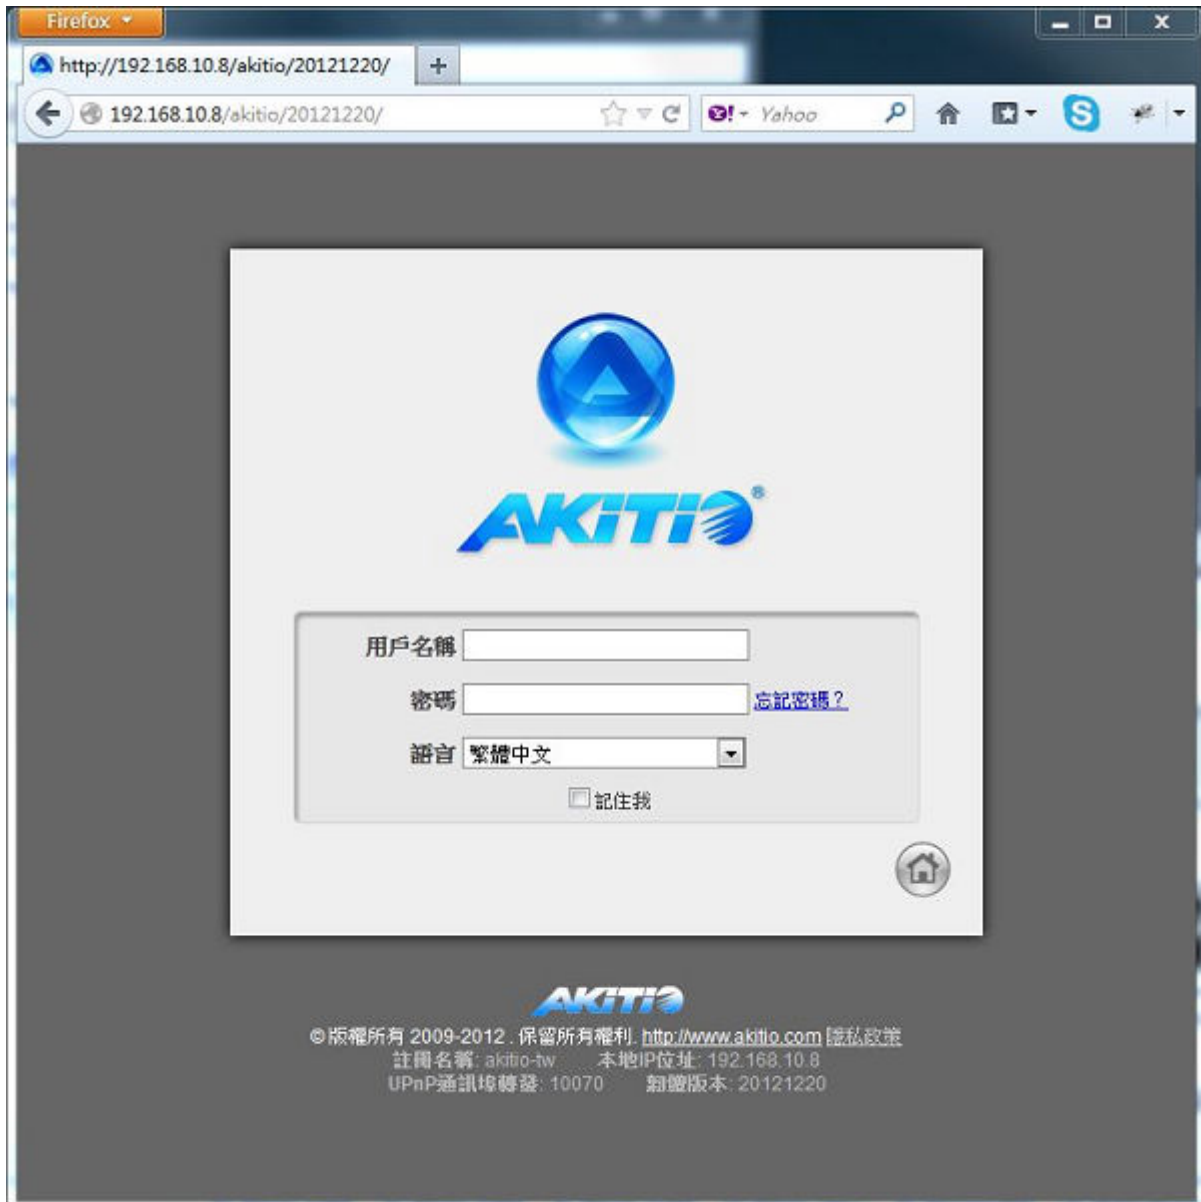 Firefox
http://192.168.10.8/akitio/20121220/
192.168.10.8/akitio/20121220/
Yahoo
AKiTiO®
用戶名稱
密碼 忘記密碼？
語言 繁體中文
記住我
AKiTiO
©版權所有 2009-2012 . 保留所有權利. http://www.akitio.com 隱私政策
註冊名稱: akitio-tw 本地IP位址: 192.168.10.8
UPnP通訊埠轉發: 10070 韌體版本: 20121220